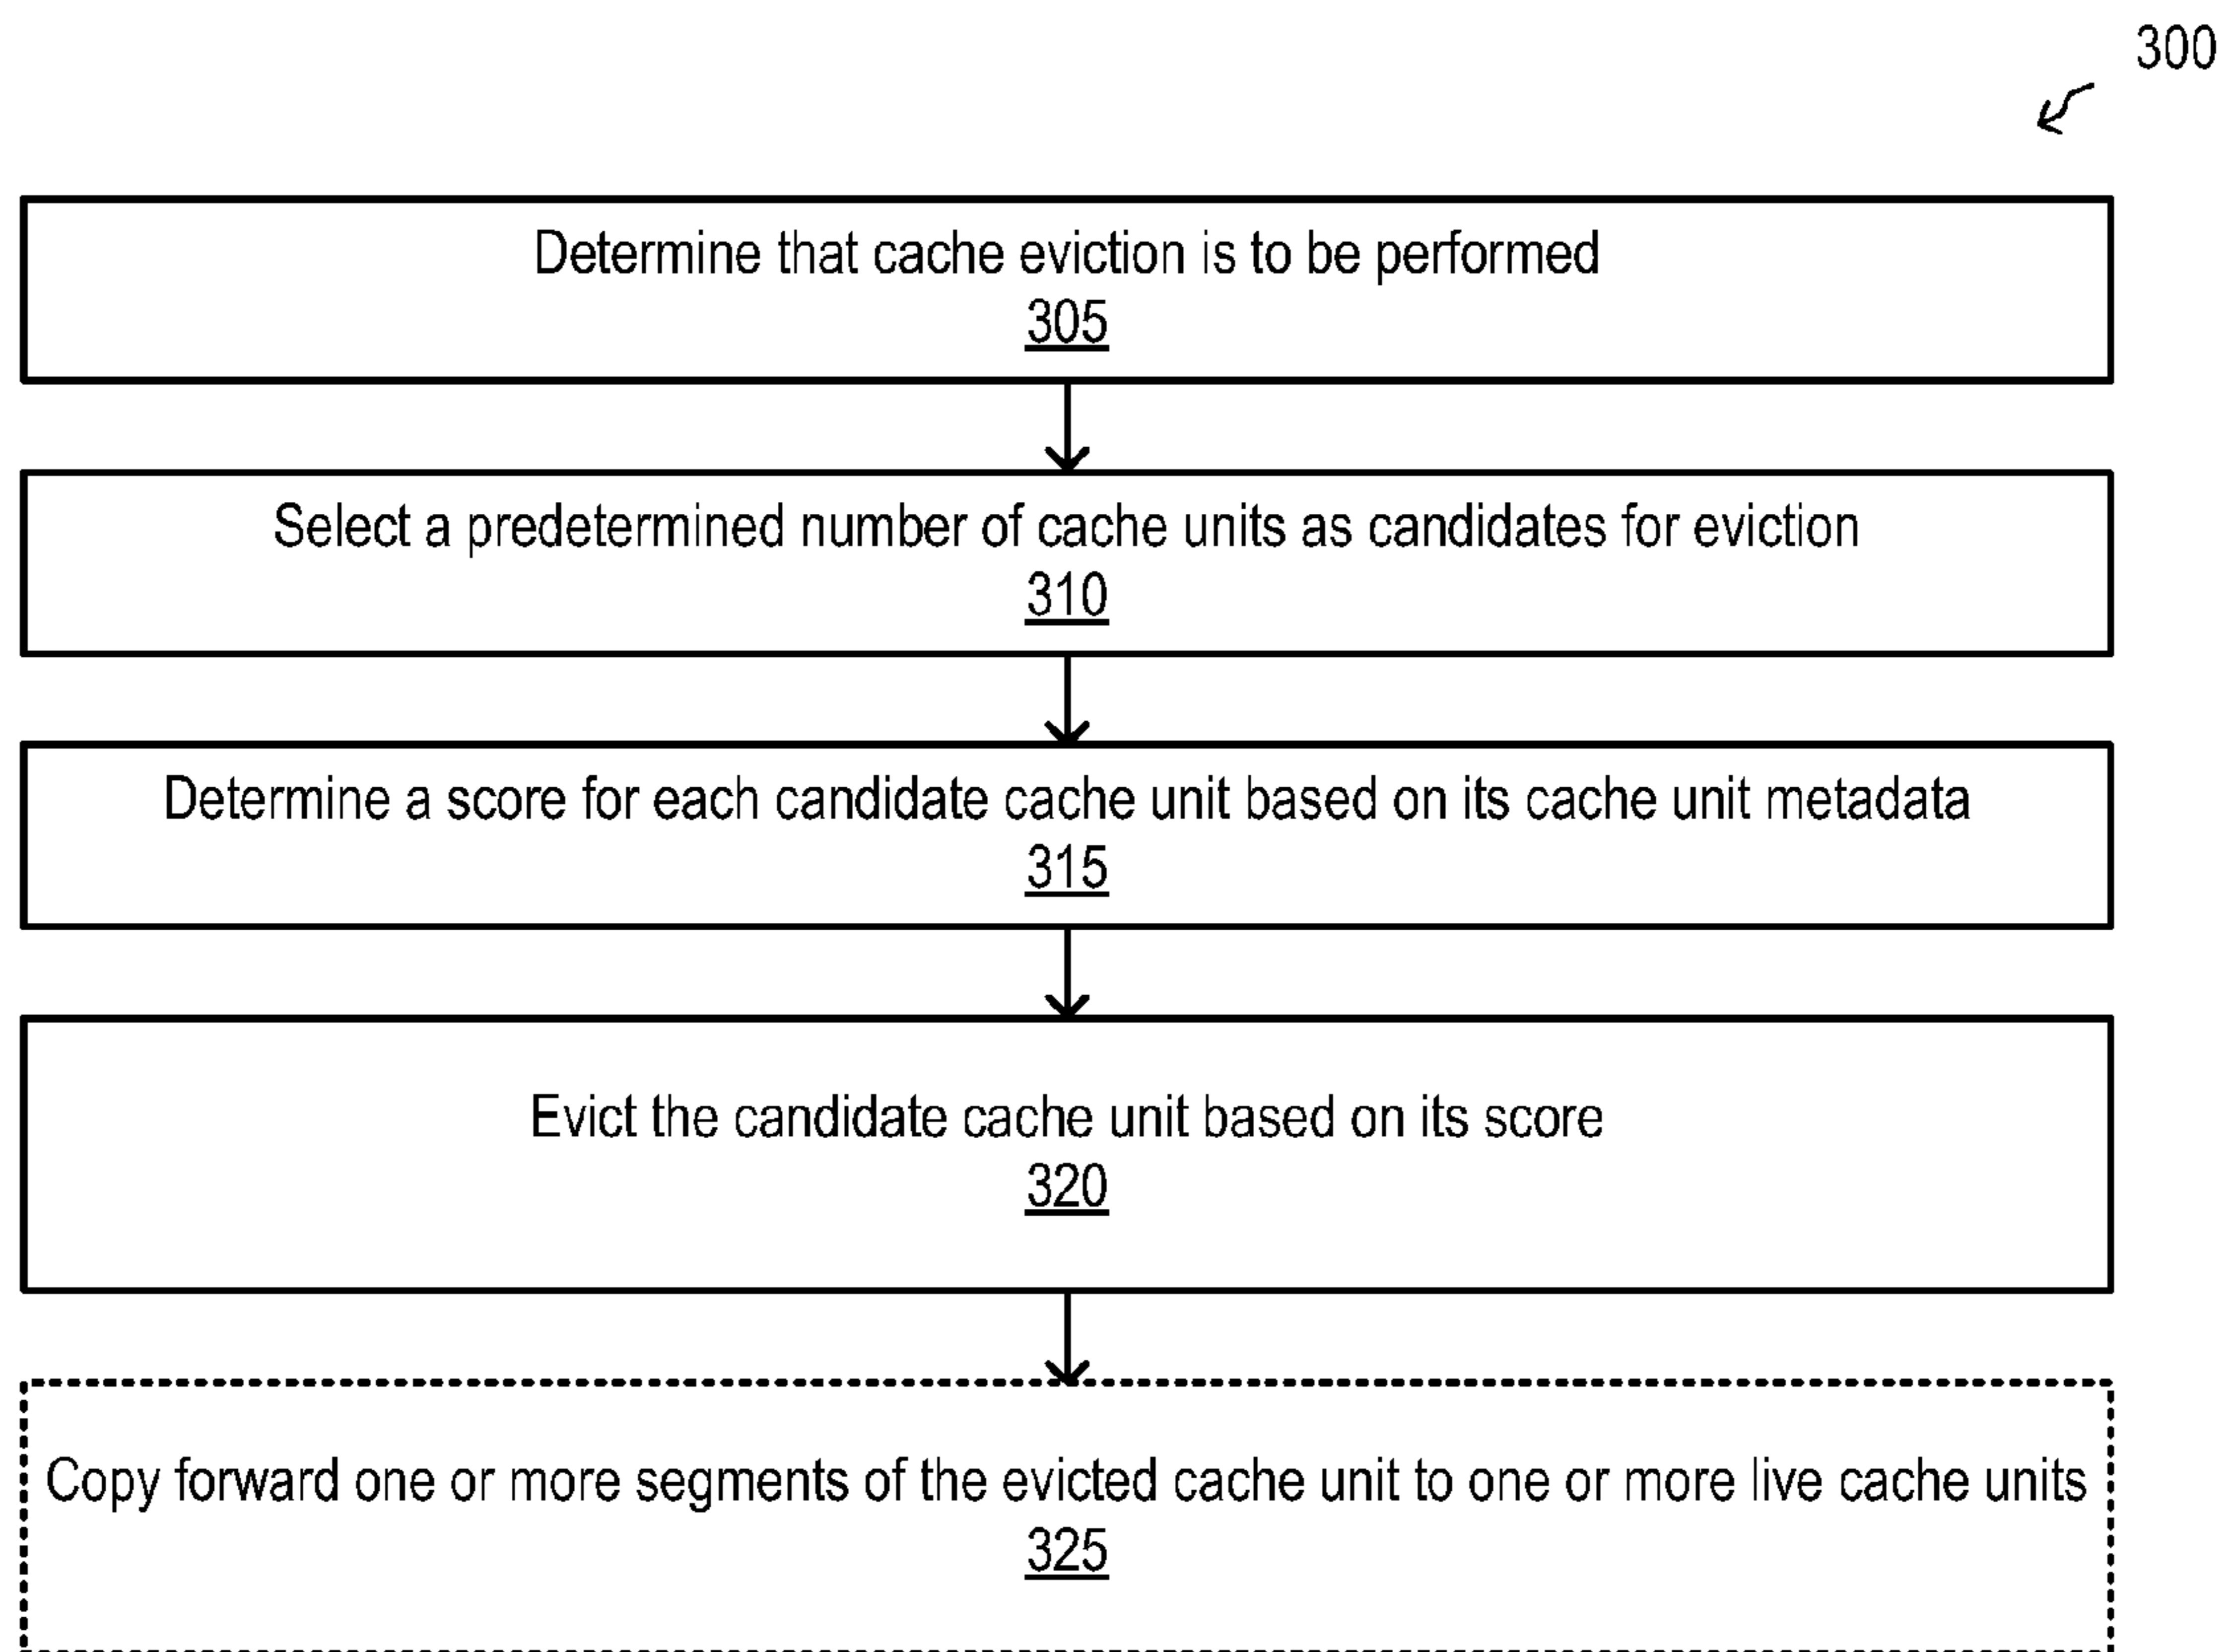 300
Determine that cache eviction is to be performed
305
Select a predetermined number of cache units as candidates for eviction
310
Determine a score for each candidate cache unit based on its cache unit metadata
315
Evict the candidate cache unit based on its score
320
Copy forward one or more segments of the evicted cache unit to one or more live cache units
325